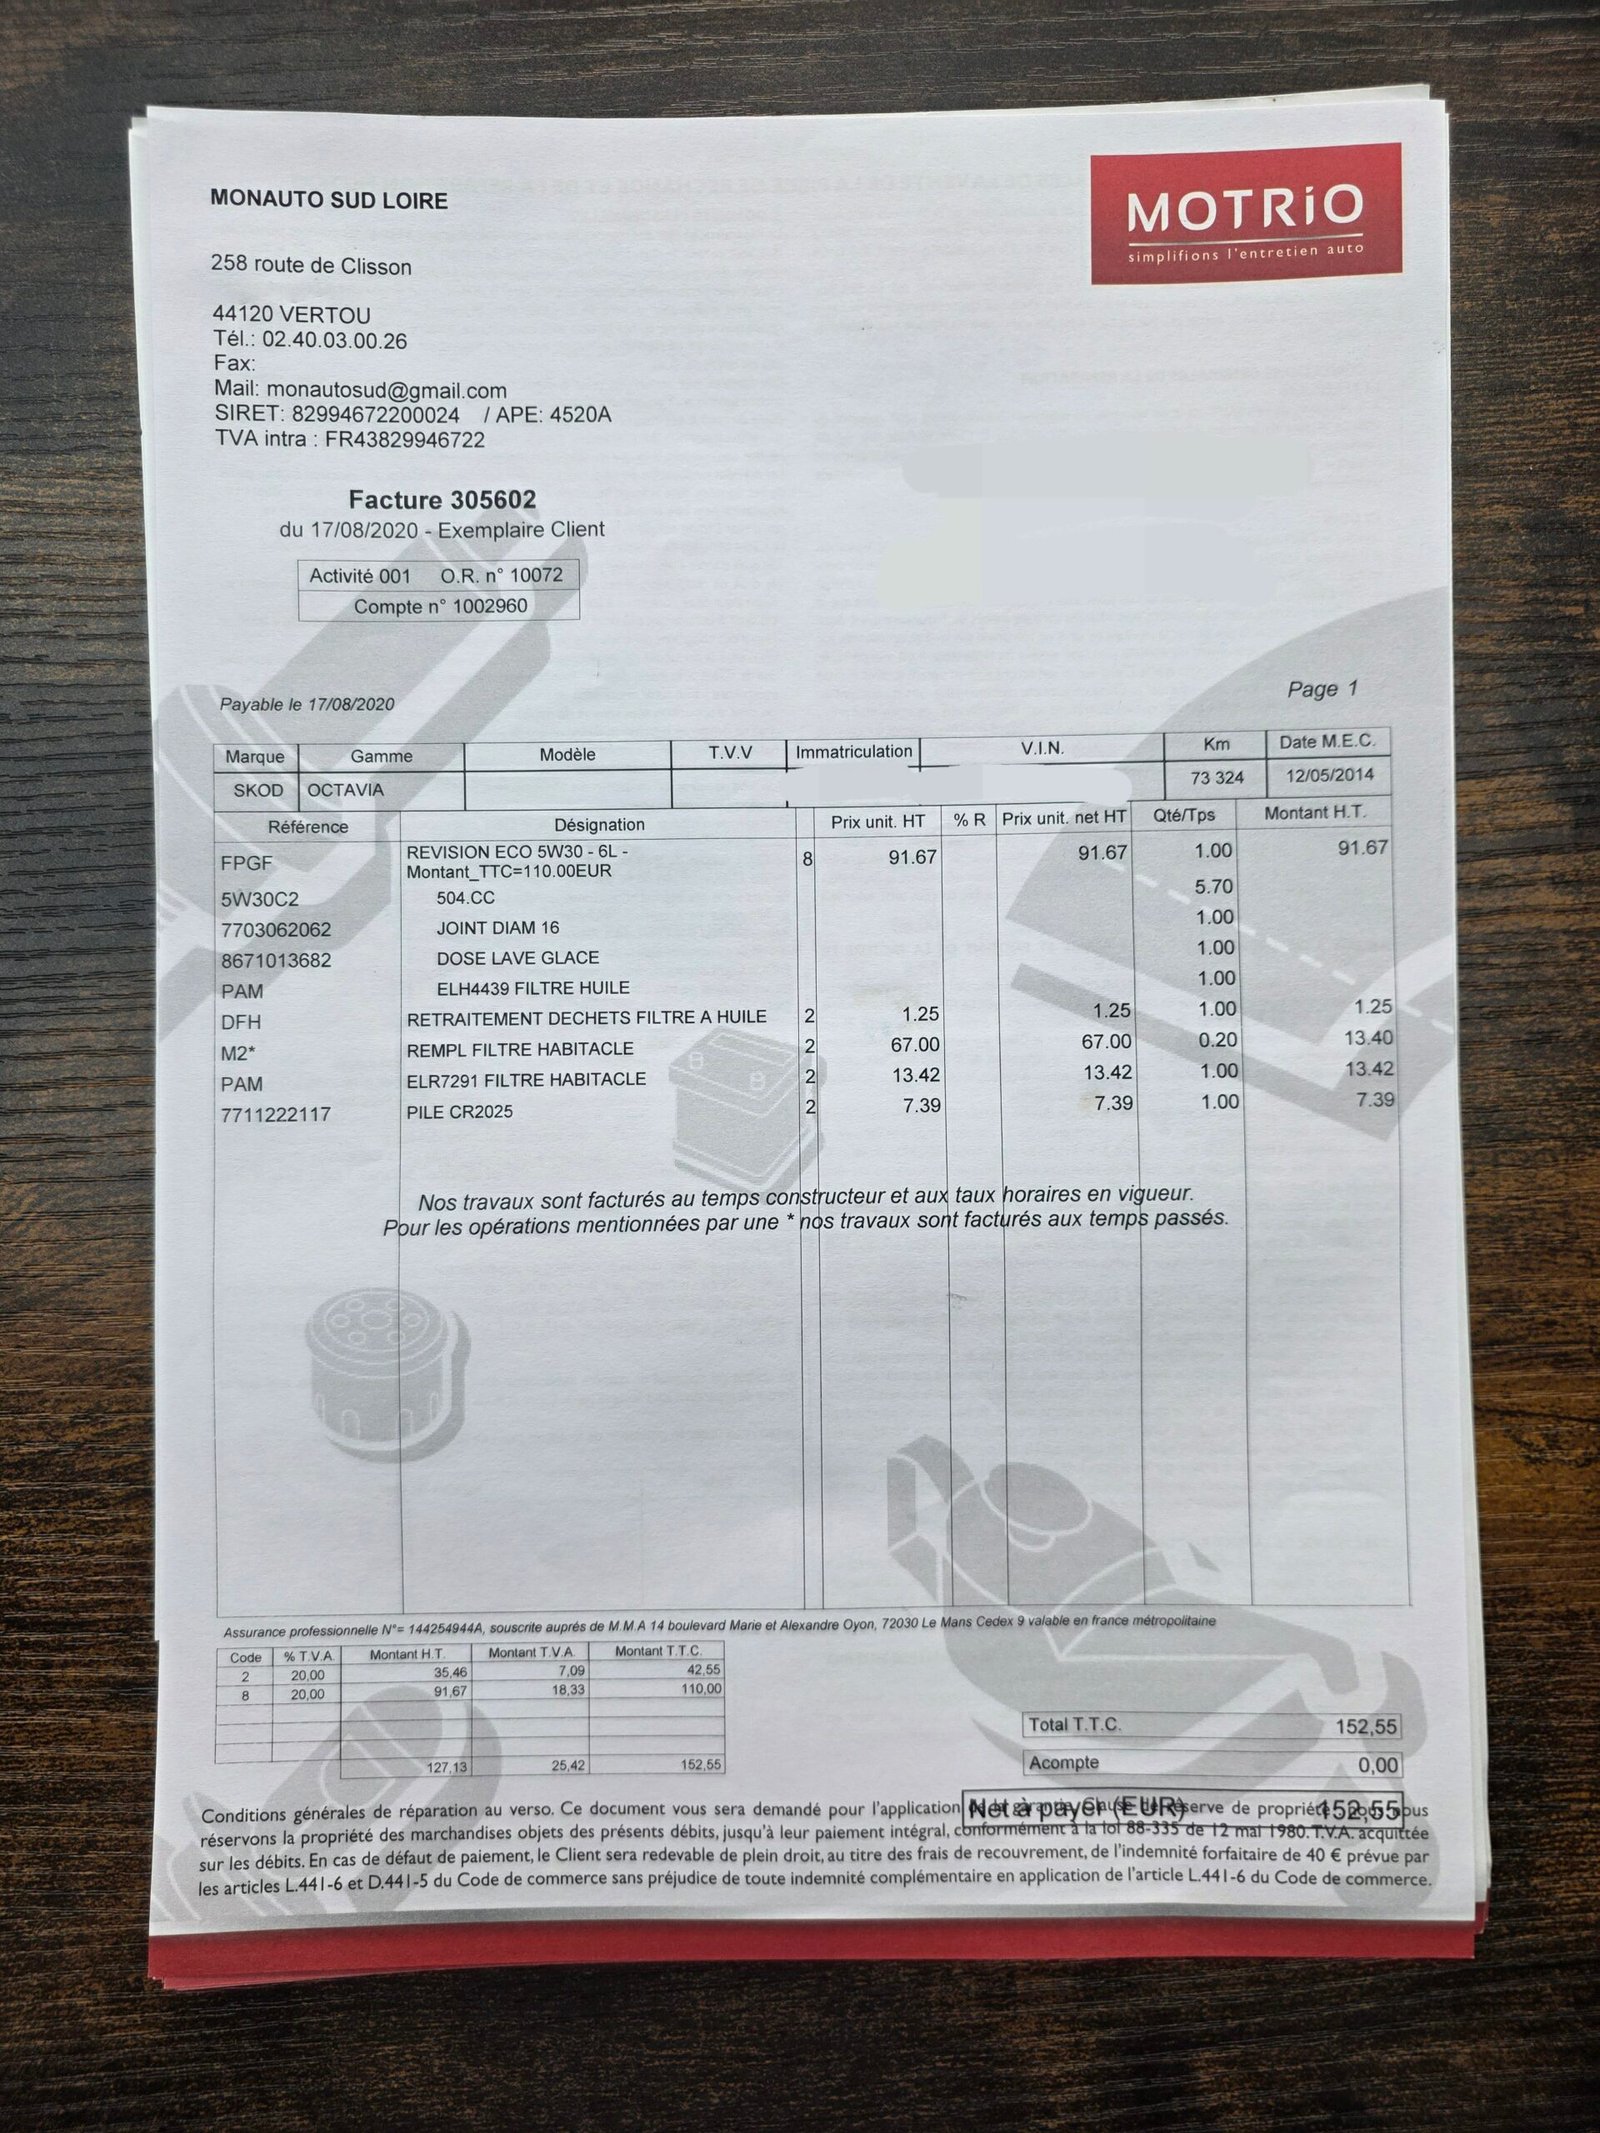 MOTRiO
simplifions l'entretien auto
MONAUTO SUD LOIRE
258 route de Clisson
44120 VERTOU
Tél.: 02.40.03.00.26
Fax:
Mail: monautosud@gmail.com
SIRET: 82994672200024 / APE: 4520A
TVA intra : FR43829946722
Facture 305602
du 17/08/2020 - Exemplaire Client
Activité 001 O.R. n° 10072
Compte n° 1002960
Payable le 17/08/2020
Page 1
Marque Gamme Modèle T.V.V Immatriculation V.I.N. Km Date M.E.C.
SKOD OCTAVIA 73 324 12/05/2014
Référence Désignation Prix unit. HT % R Prix unit. net HT Qté/Tps Montant H.T.
FPGF REVISION ECO 5W30 - 6L - 8 91.67 91.67 1.00 91.67
Montant_TTC=110.00EUR
5W30C2 504.CC 5.70
7703062062 JOINT DIAM 16 1.00
8671013682 DOSE LAVE GLACE 1.00
PAM ELH4439 FILTRE HUILE 1.00
DFH RETRAITEMENT DECHETS FILTRE A HUILE 2 1.25 1.25 1.00 1.25
M2* REMPL FILTRE HABITACLE 2 67.00 67.00 0.20 13.40
PAM ELR7291 FILTRE HABITACLE 2 13.42 13.42 1.00 13.42
7711222117 PILE CR2025 2 7.39 7.39 1.00 7.39
Nos travaux sont facturés au temps constructeur et aux taux horaires en vigueur.
Pour les opérations mentionnées par une * nos travaux sont facturés aux temps passés.
Assurance professionnelle N°= 144254944A, souscrite auprés de M.M.A 14 boulevard Marie et Alexandre Oyon, 72030 Le Mans Cedex 9 valable en france métropolitaine
Code % T.V.A. Montant H.T. Montant T.V.A. Montant T.T.C.
2 20,00 35,46 7,09 42,55
8 20,00 91,67 18,33 110,00
127,13 25,42 152,55
Total T.T.C. 152,55
Acompte 0,00
Net à payer (EUR) 152,55
Conditions générales de réparation au verso. Ce document vous sera demandé pour l'application de la garantie. Clause de réserve de propriété : nous nous
réservons la propriété des marchandises objets des présents débits, jusqu'à leur paiement intégral, conformément à la loi 88-335 de 12 mai 1980. T.V.A. acquittée
sur les débits. En cas de défaut de paiement, le Client sera redevable de plein droit, au titre des frais de recouvrement, de l'indemnité forfaitaire de 40 € prévue par
les articles L.441-6 et D.441-5 du Code de commerce sans préjudice de toute indemnité complémentaire en application de l'article L.441-6 du Code de commerce.